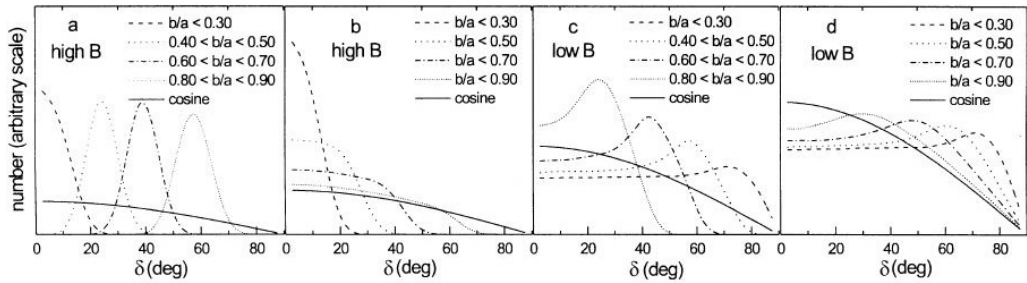 number (arbitrary scale)
a
high B
b/a < 0.30
0.40 < b/a < 0.50
0.60 < b/a < 0.70
0.80 < b/a < 0.90
cosine
0 20 40 60 80
δ (deg)
b
high B
b/a < 0.30
b/a < 0.50
b/a < 0.70
b/a < 0.90
cosine
0 20 40 60 80
δ (deg)
c
low B
b/a < 0.30
0.40 < b/a < 0.50
0.60 < b/a < 0.70
0.80 < b/a < 0.90
cosine
0 20 40 60 80
δ (deg)
d
low B
b/a < 0.30
b/a < 0.50
b/a < 0.70
b/a < 0.90
cosine
0 20 40 60 80
δ (deg)